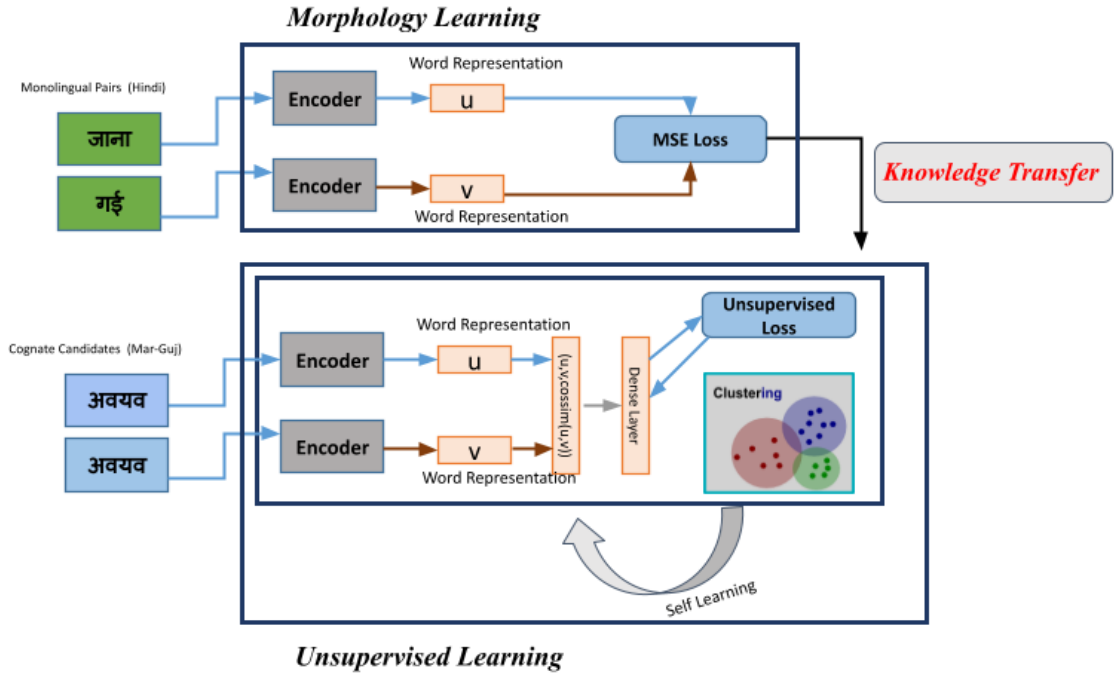 Morphology Learning
Monolingual Pairs (Hindi)
जाना
गई
Encoder
Encoder
Word Representation
u
v
Word Representation
MSE Loss
Knowledge Transfer
Cognate Candidates (Mar-Guj)
अवयव
अवयव
Encoder
Encoder
Word Representation
u
v
Word Representation
(u,v,cossim(u,v))
Dense Layer
Unsupervised
Loss
Clustering
Self Learning
Unsupervised Learning